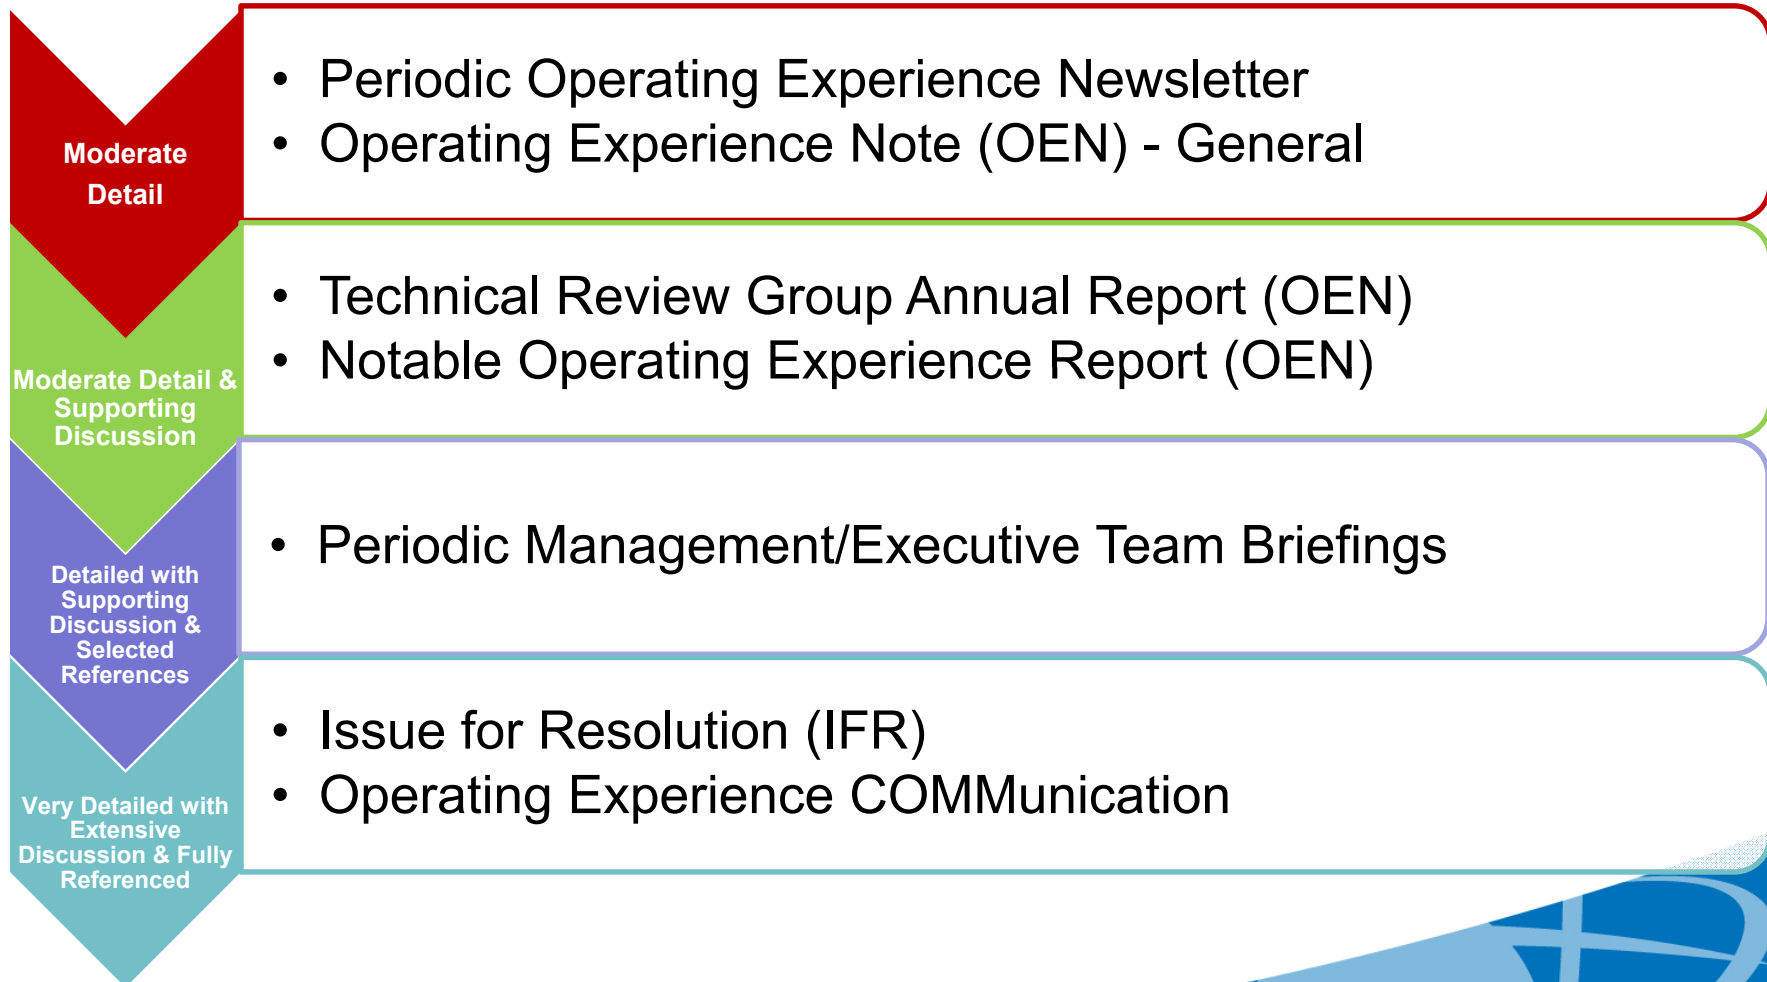 Moderate
Detail
• Periodic Operating Experience Newsletter
• Operating Experience Note (OEN) - General
Moderate Detail &
Supporting
Discussion
• Technical Review Group Annual Report (OEN)
• Notable Operating Experience Report (OEN)
Detailed with
Supporting
Discussion &
Selected
References
• Periodic Management/Executive Team Briefings
Very Detailed with
Extensive
Discussion & Fully
Referenced
• Issue for Resolution (IFR)
• Operating Experience COMMunication